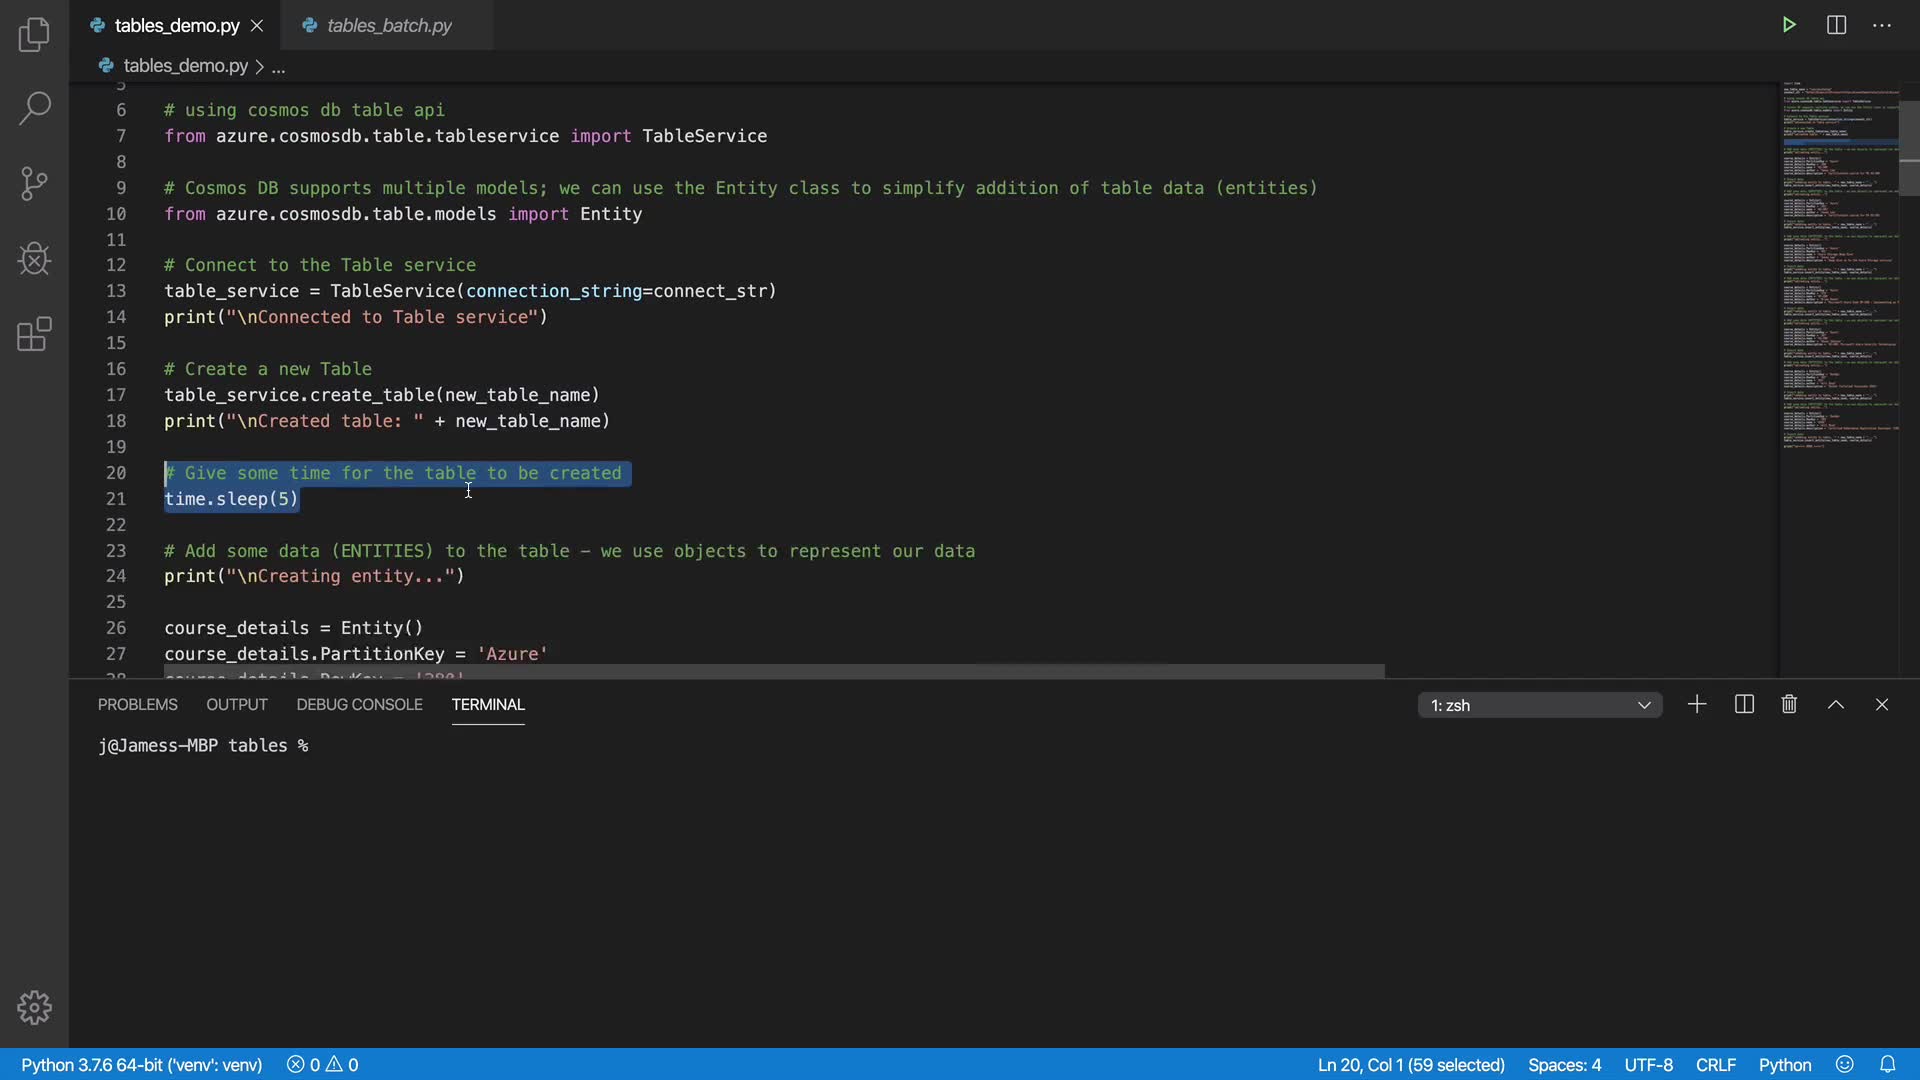 tables_demo.py
tables_batch.py
tables_demo.py > ...
5
6 # using cosmos db table api
7 from azure.cosmosdb.table.tableservice import TableService
8
9 # Cosmos DB supports multiple models; we can use the Entity class to simplify addition of table data (entities)
10 from azure.cosmosdb.table.models import Entity
11
12 # Connect to the Table service
13 table_service = TableService(connection_string=connect_str)
14 print("\nConnected to Table service")
15
16 # Create a new Table
17 table_service.create_table(new_table_name)
18 print("\nCreated table: " + new_table_name)
19
20 # Give some time for the table to be created
21 time.sleep(5)
22
23 # Add some data (ENTITIES) to the table - we use objects to represent our data
24 print("\nCreating entity...")
25
26 course_details = Entity()
27 course_details.PartitionKey = 'Azure'
28 course_details.RowKey = '280'
PROBLEMS OUTPUT DEBUG CONSOLE TERMINAL
1: zsh
j@Jamess-MBP tables %
Python 3.7.6 64-bit ('venv': venv) 0 0
Ln 20, Col 1 (59 selected) Spaces: 4 UTF-8 CRLF Python